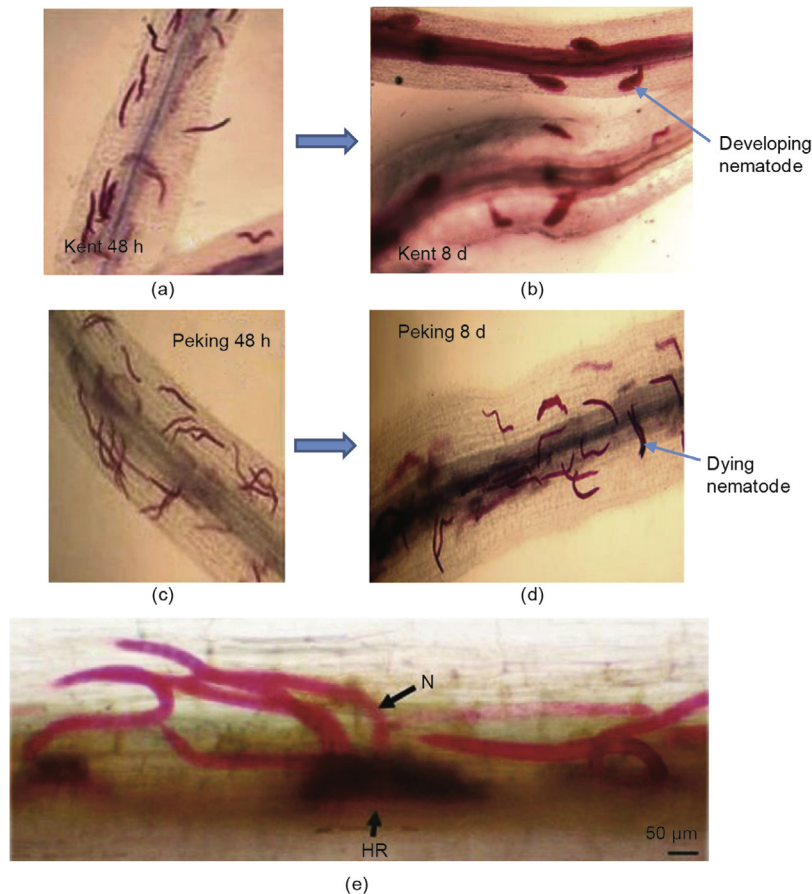 Kent 48 h
(a)
Kent 8 d
(b)
Developing
nematode
Peking 48 h
(c)
Peking 8 d
(d)
Dying
nematode
N
HR
50 µm
(e)